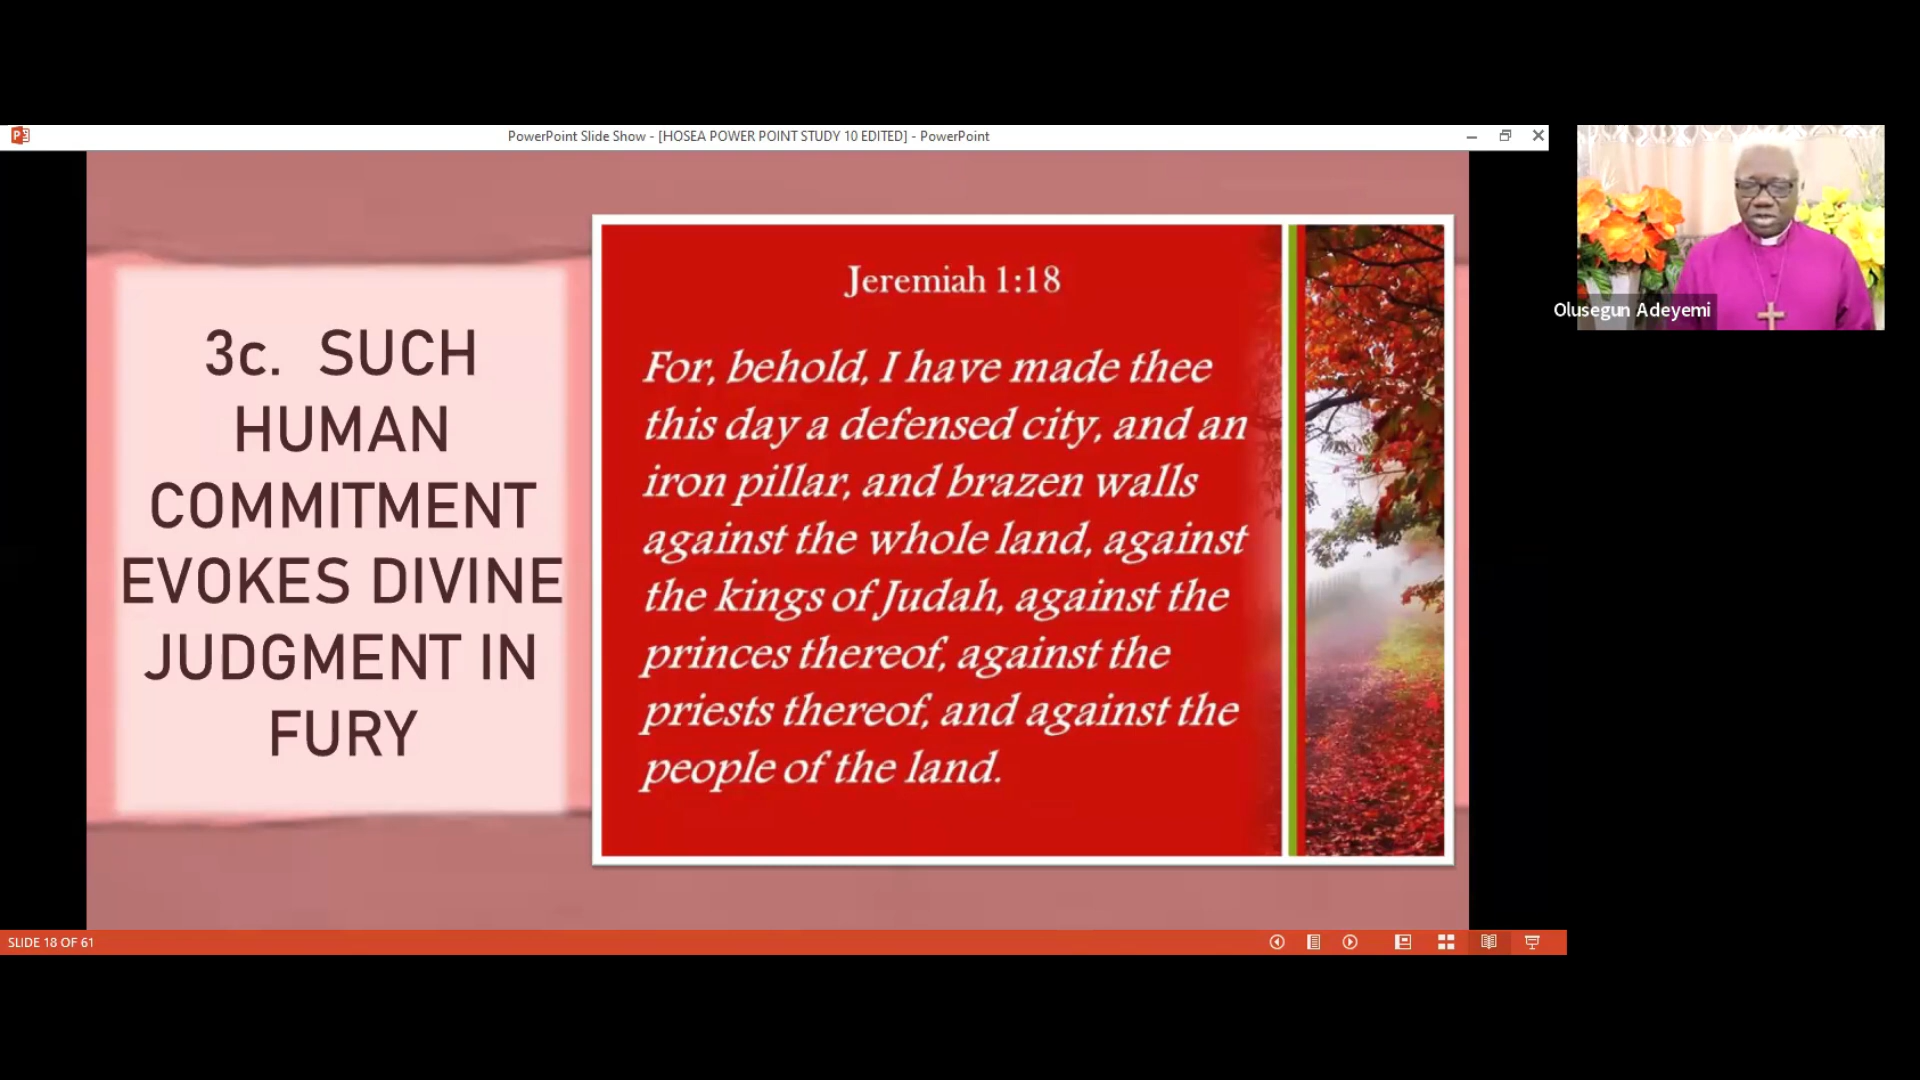 PowerPoint Slide Show - [HOSEA POWER POINT STUDY 10 EDITED] - PowerPoint
3c. SUCH
HUMAN
COMMITMENT
EVOKES DIVINE
JUDGMENT IN
FURY
Jeremiah 1:18
For, behold, I have made thee
this day a defensed city, and an
iron pillar, and brazen walls
against the whole land, against
the kings of Judah, against the
princes thereof, against the
priests thereof, and against the
people of the land.
Olusegun Adeyemi
SLIDE 18 OF 61